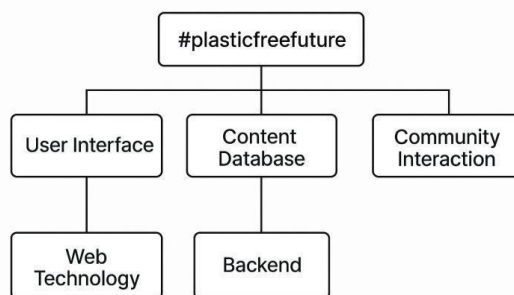 #plasticfreefuture
User Interface
Content
Database
Community
Interaction
Web
Technology
Backend